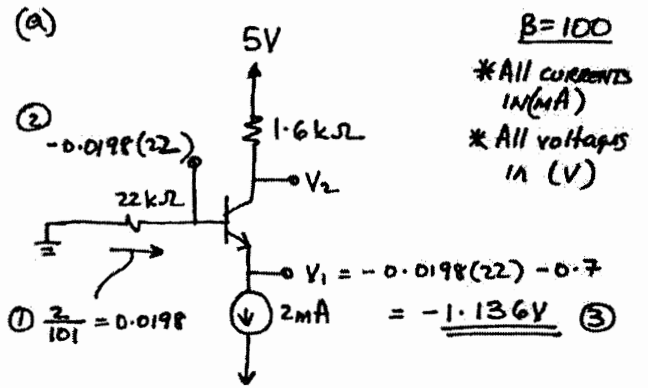 (a)
5V
β=100
*All currents
in (mA)
*All voltages
in (V)
②
-0.0198(22)
1.6kΩ
V₂
22kΩ
V₁ = -0.0198(22) -0.7
= -1.136V ③
2mA
① 2/101 = 0.0198